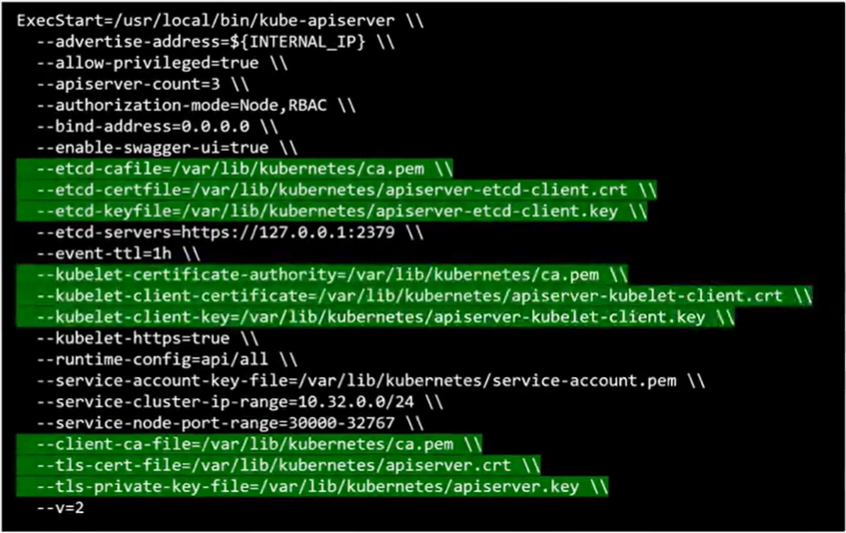 ExecStart=/usr/local/bin/kube-apiserver \\
--advertise-address=${INTERNAL_IP} \\
--allow-privileged=true \\
--apiserver-count=3 \\
--authorization-mode=Node,RBAC \\
--bind-address=0.0.0.0 \\
--enable-swagger-ui=true \\
--etcd-cafile=/var/lib/kubernetes/ca.pem \\
--etcd-certfile=/var/lib/kubernetes/apiserver-etcd-client.crt \\
--etcd-keyfile=/var/lib/kubernetes/apiserver-etcd-client.key \\
--etcd-servers=https://127.0.0.1:2379 \\
--event-ttl=1h \\
--kubelet-certificate-authority=/var/lib/kubernetes/ca.pem \\
--kubelet-client-certificate=/var/lib/kubernetes/apiserver-kubelet-client.crt \\
--kubelet-client-key=/var/lib/kubernetes/apiserver-kubelet-client.key \\
--kubelet-https=true \\
--runtime-config=api/all \\
--service-account-key-file=/var/lib/kubernetes/service-account.pem \\
--service-cluster-ip-range=10.32.0.0/24 \\
--service-node-port-range=30000-32767 \\
--client-ca-file=/var/lib/kubernetes/ca.pem \\
--tls-cert-file=/var/lib/kubernetes/apiserver.crt \\
--tls-private-key-file=/var/lib/kubernetes/apiserver.key \\
--v=2